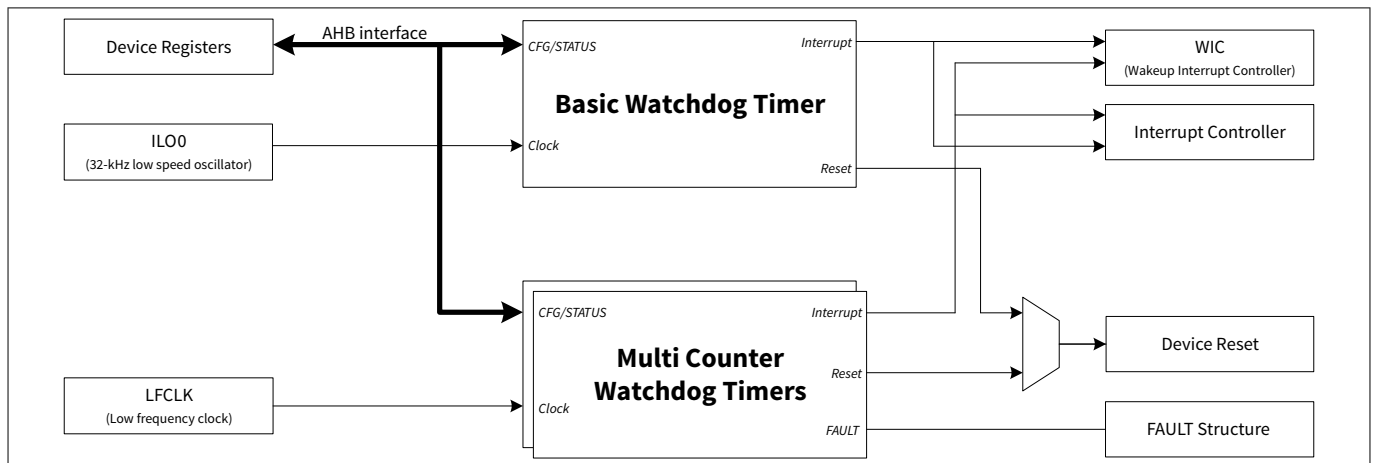 Device Registers
AHB interface
CFG/STATUS
Interrupt
WIC
(Wakeup Interrupt Controller)
Basic Watchdog Timer
Interrupt Controller
ILO0
(32-kHz low speed oscillator)
Clock
Reset
CFG/STATUS
Interrupt
Multi Counter
Watchdog Timers
Device Reset
Reset
LFCLK
(Low frequency clock)
Clock
FAULT
FAULT Structure